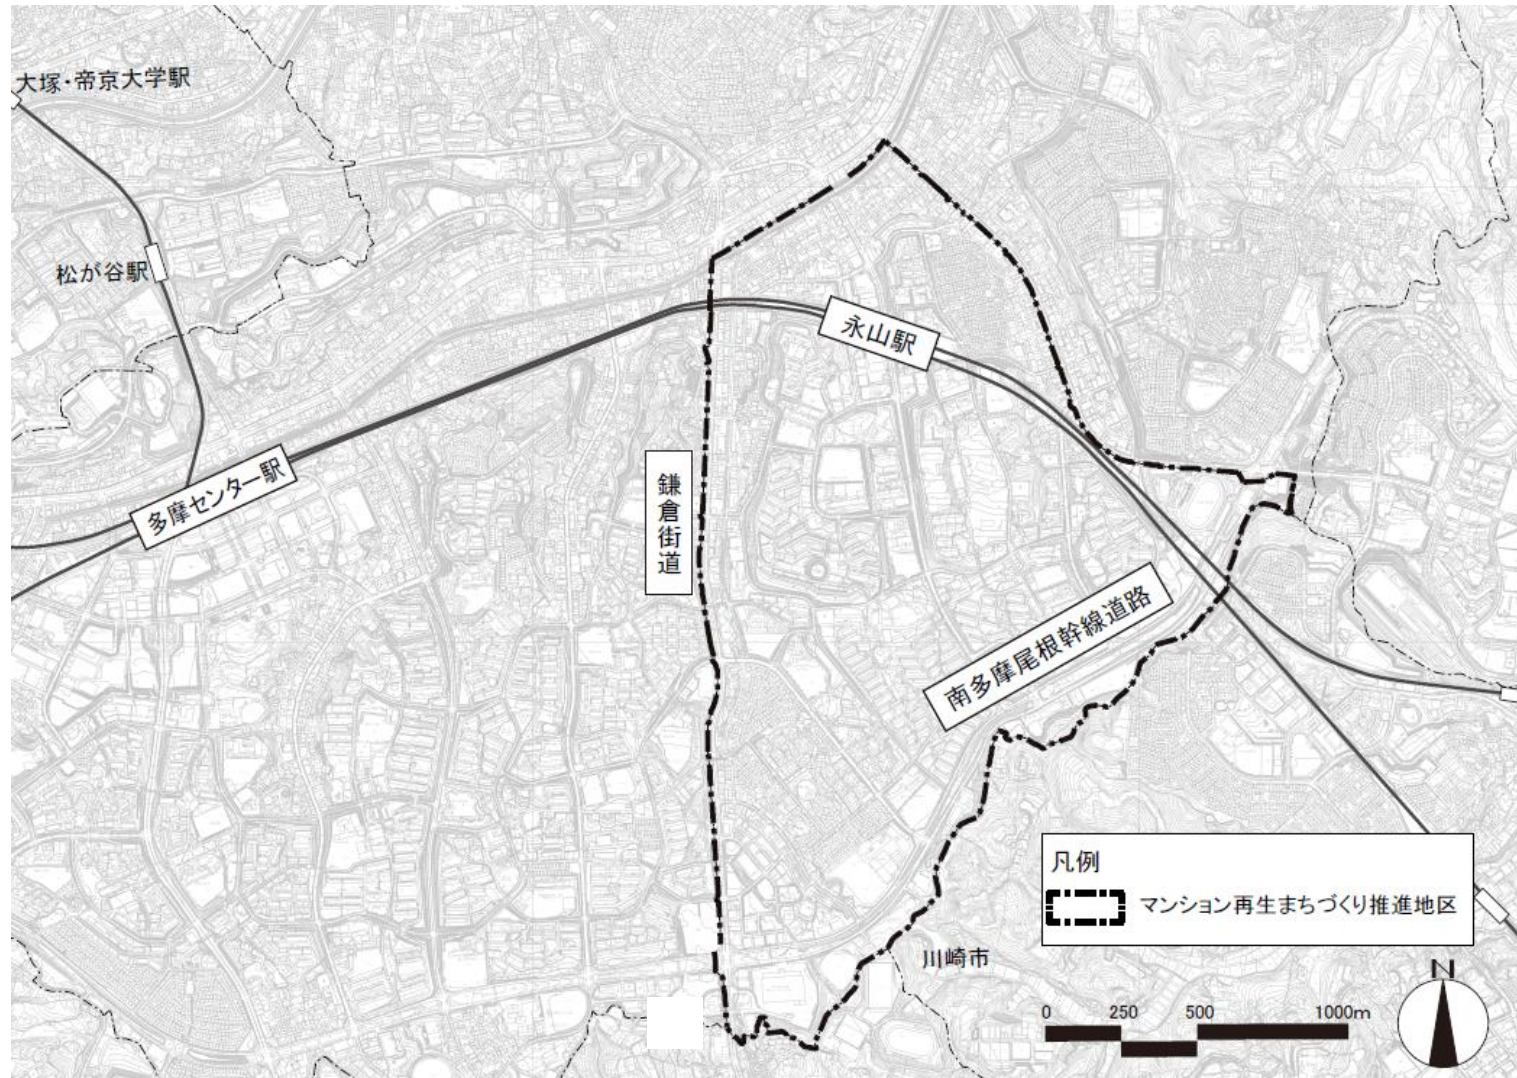 大塚・帝京大学駅
松が谷駅
永山駅
多摩センター駅
鎌倉街道
南多摩尾根幹線道路
凡例
マンション再生まちづくり推進地区
川崎市
N
0 250 500 1000m